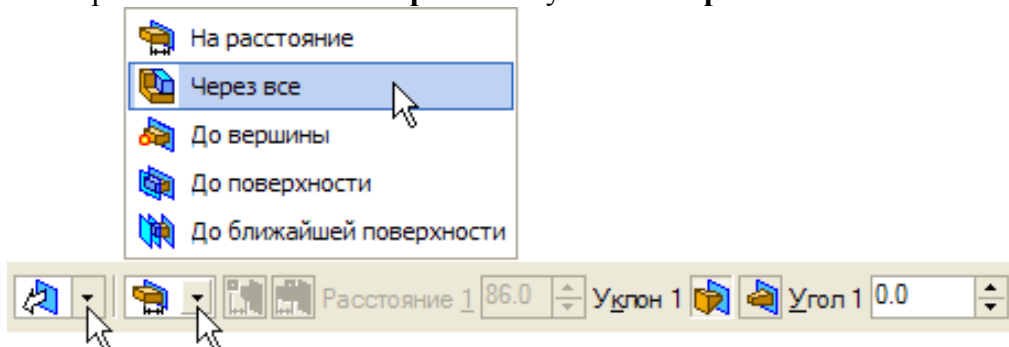 На расстояние
Через все
До вершины
До поверхности
До ближайшей поверхности
Расстояние 1 86.0 Уклон 1 Угол 1 0.0